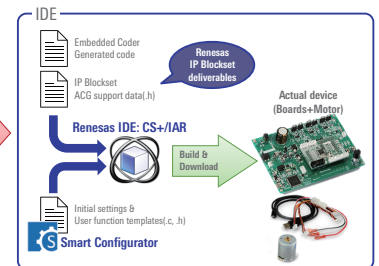 IDE
Embedded Coder
Generated code
Renesas
IP Blockset
deliverables
IP Blockset
ACG support data(.h)
Actual device
(Boards+Motor)
Renesas IDE: CS+/IAR
Build &
Download
Initial settings &
User function templates(.c, .h)
S
Smart Configurator